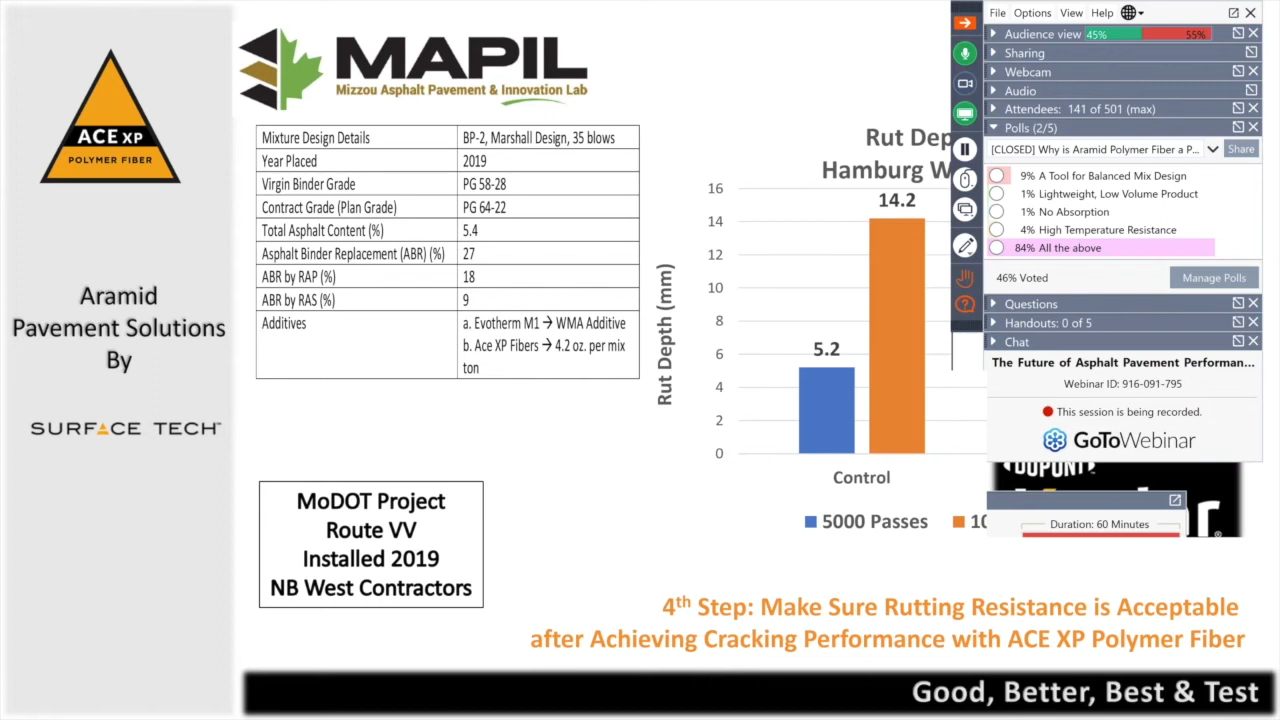 ACE XP
POLYMER FIBER
Aramid
Pavement Solutions
By
SURFACE TECH
MAPIL
Mizzou Asphalt Pavement & Innovation Lab
Mixture Design Details BP-2, Marshall Design, 35 blows
Year Placed 2019
Virgin Binder Grade PG 58-28
Contract Grade (Plan Grade) PG 64-22
Total Asphalt Content (%) 5.4
Asphalt Binder Replacement (ABR) (%) 27
ABR by RAP (%) 18
ABR by RAS (%) 9
Additives a. Evotherm M1 → WMA Additive
b. Ace XP Fibers → 4.2 oz. per mix
ton
MoDOT Project
Route VV
Installed 2019
NB West Contractors
Rut Dep
Hamburg W
Rut Depth (mm)
16
14
12
10
8
6
4
2
0
5.2
14.2
Control
5000 Passes 10
File Options View Help
Audience view 45% 55%
Sharing
Webcam
Audio
Attendees: 141 of 501 (max)
Polls (2/5)
[CLOSED] Why is Aramid Polymer Fiber a P... Share
9% A Tool for Balanced Mix Design
1% Lightweight, Low Volume Product
1% No Absorption
4% High Temperature Resistance
84% All the above
46% Voted Manage Polls
Questions
Handouts: 0 of 5
Chat
The Future of Asphalt Pavement Performan...
Webinar ID: 916-091-795
This session is being recorded.
GoToWebinar
DUPONT
Duration: 60 Minutes
4th Step: Make Sure Rutting Resistance is Acceptable
after Achieving Cracking Performance with ACE XP Polymer Fiber
Good, Better, Best & Test